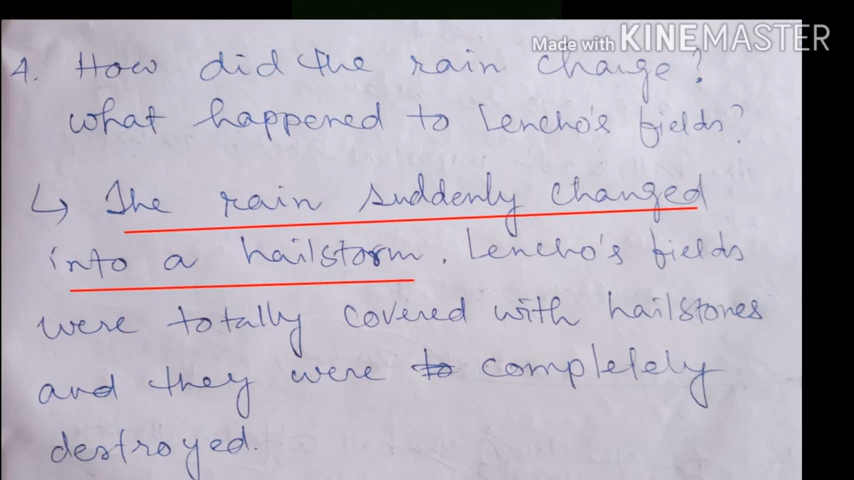 Made with KINEMASTER
4. How did the rain change?
what happened to Lencho's fields?
↳ The rain suddenly changed
into a hailstorm. Lencho's fields
were totally covered with hailstones
and they were to completely
destroyed.